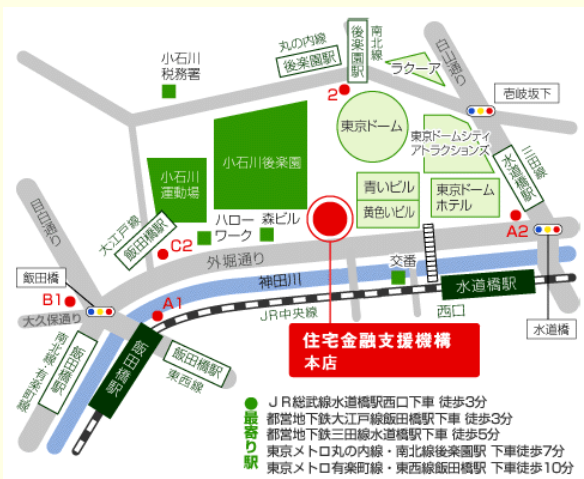 丸の内線
後楽園駅
後楽園駅
南北線
白山通り
小石川
税務署
ラクーア
壱岐坂下
2
東京ドーム
東京ドームシティ
アトラクションズ
小石川後楽園
小石川
運動場
三田線
水道橋駅
青いビル
黄色いビル
東京ドーム
ホテル
目白通り
大江戸線
飯田橋駅
C2
ハロー
ワーク
森ビル
A2
外堀通り
交番
飯田橋
神田川
水道橋駅
B1
A1
大久保通り
JR中央線
西口
水道橋
飯田橋駅
南北線・有楽町線
飯田橋駅
飯田橋駅
東西線
住宅金融支援機構
本店
●最寄り駅
JR総武線水道橋駅西口下車 徒歩3分
都営地下鉄大江戸線飯田橋駅下車 徒歩3分
都営地下鉄三田線水道橋駅下車 徒歩5分
東京メトロ丸の内線・南北線後楽園駅 下車徒歩7分
東京メトロ有楽町線・東西線飯田橋駅 下車徒歩10分